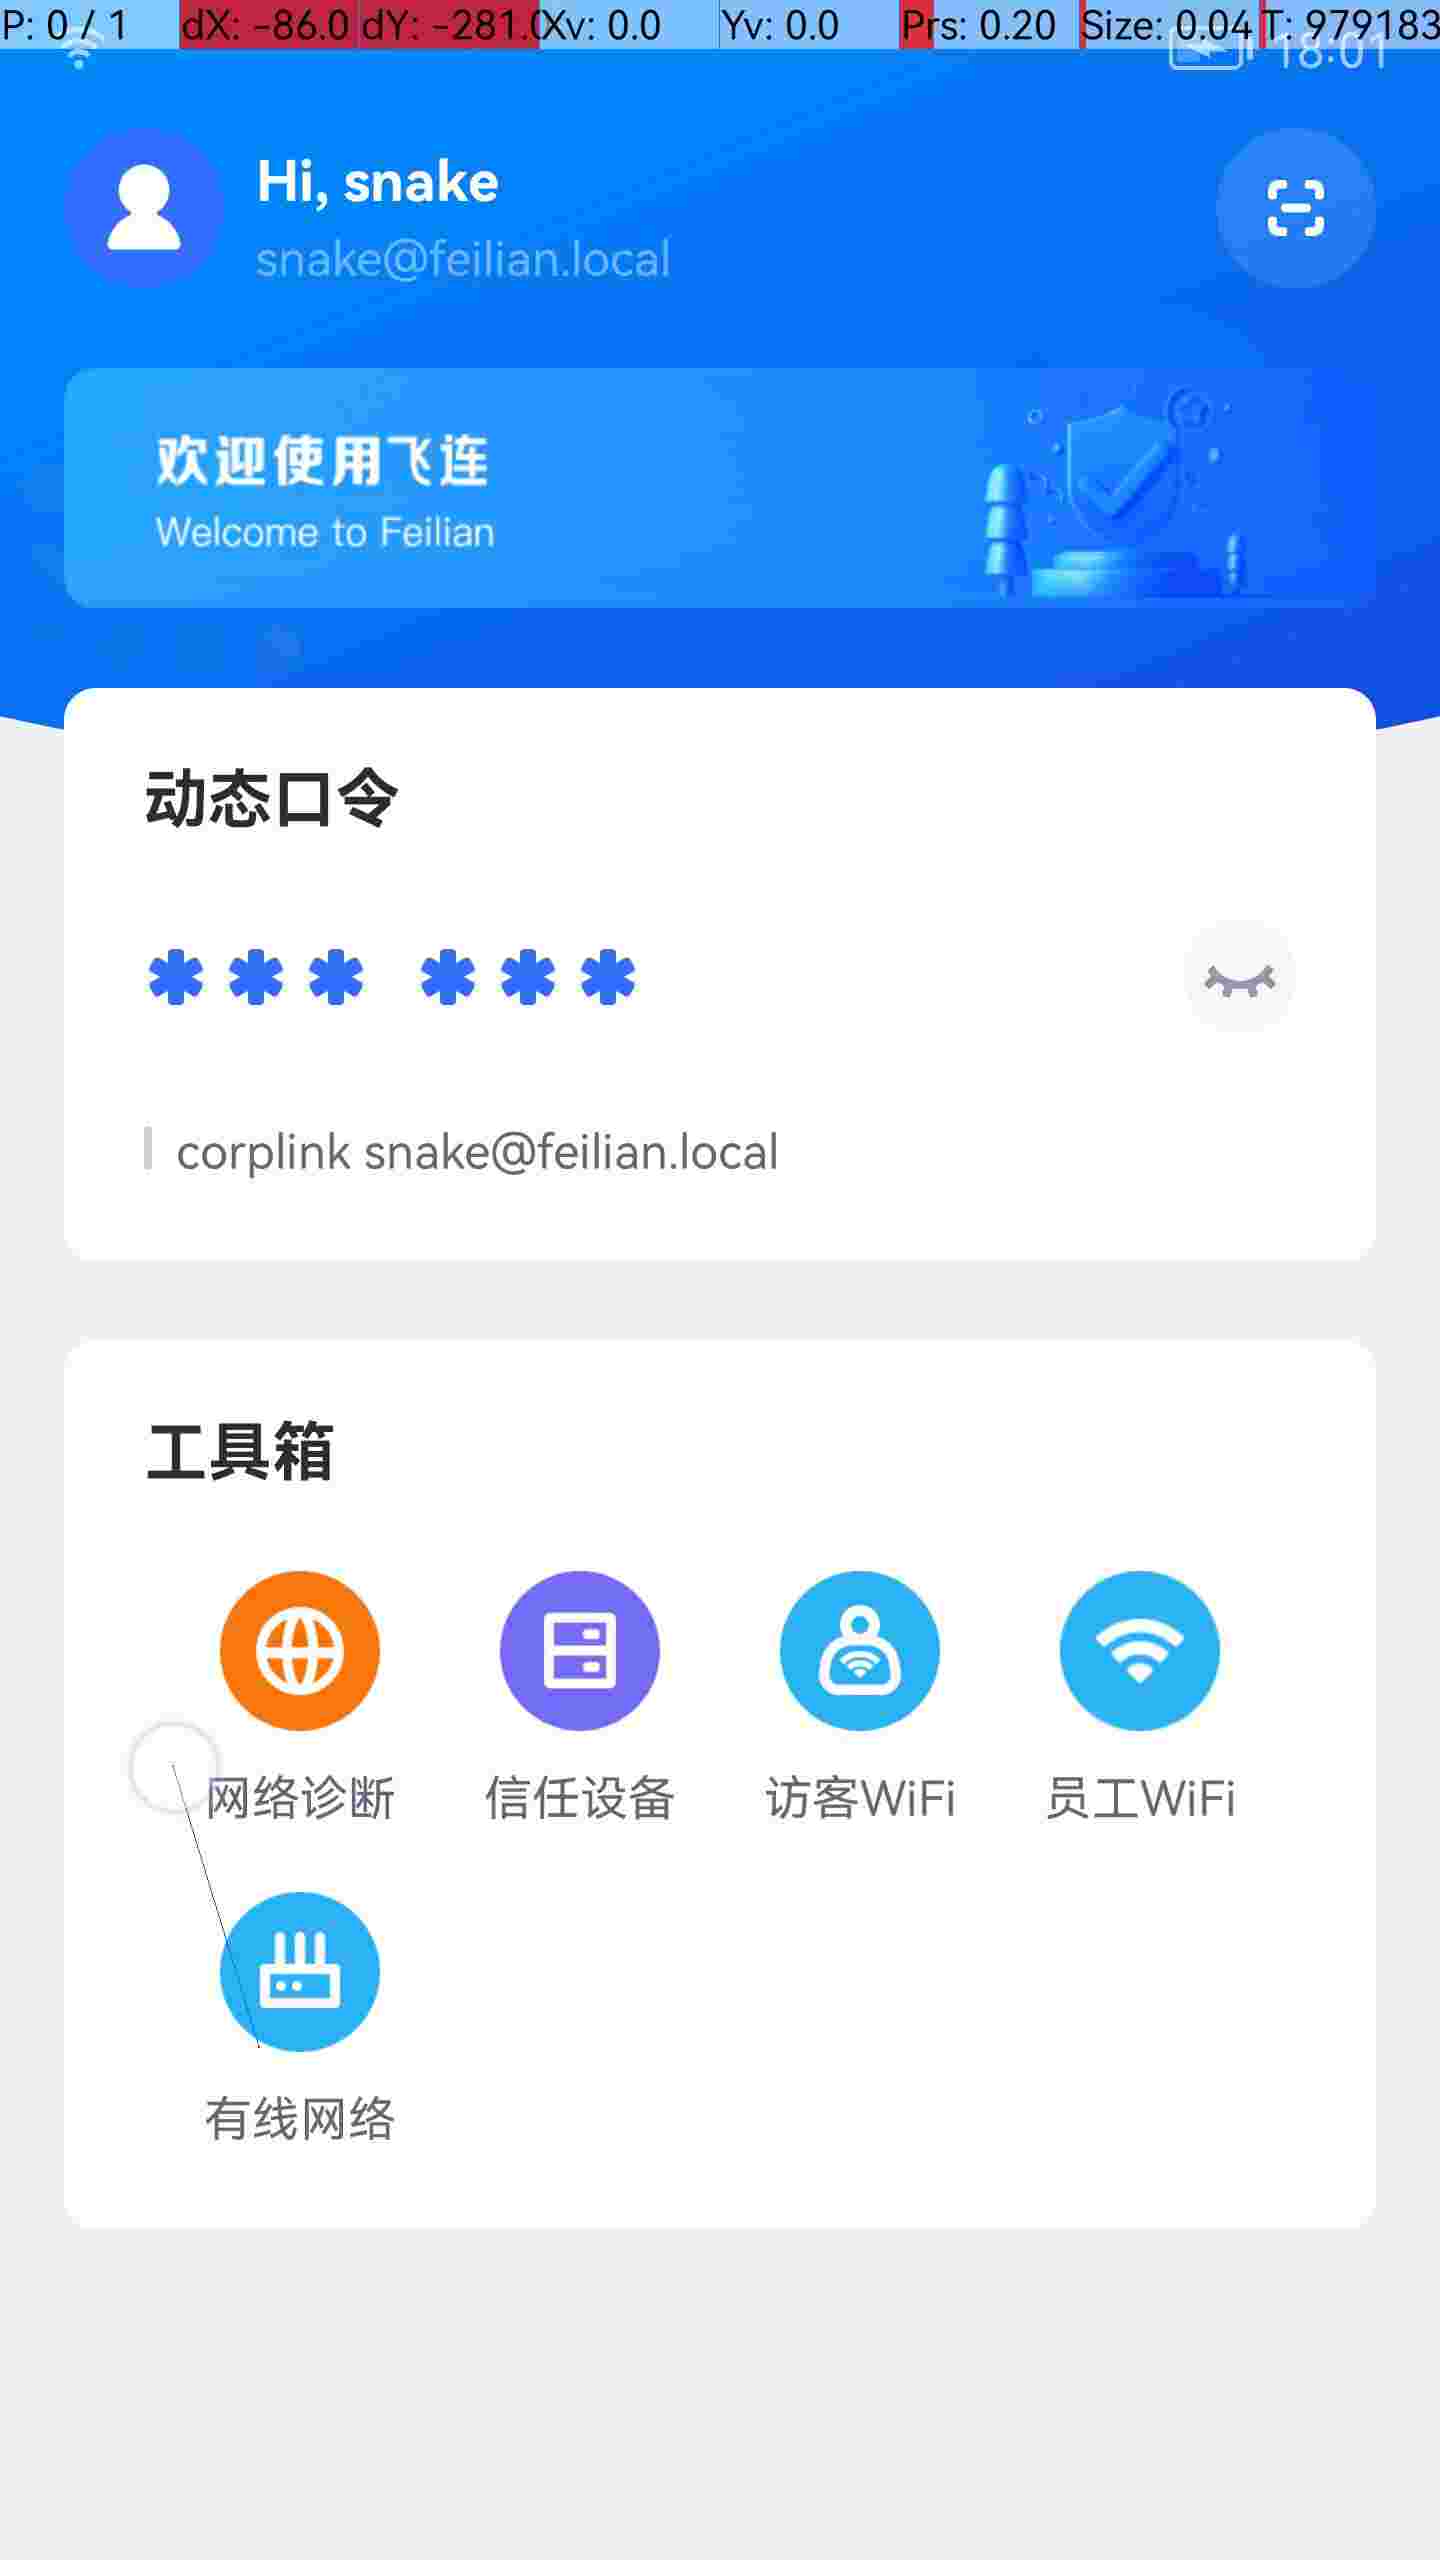 P: 0 / 1 dX: -86.0 dY: -281.0 Xv: 0.0 Yv: 0.0 Prs: 0.20 Size: 0.04 T: 979183
18:01
Hi, snake
snake@feilian.local
欢迎使用飞连
Welcome to Feilian
动态口令
*** ***
corplink snake@feilian.local
工具箱
网络诊断 信任设备 访客WiFi 员工WiFi
有线网络